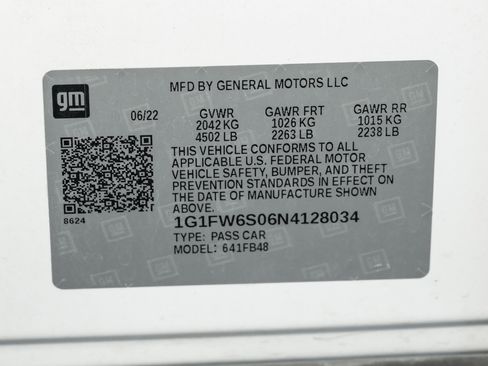 gm
MFD BY GENERAL MOTORS LLC
06/22 GVWR GAWR FRT GAWR RR
2042 KG 1026 KG 1015 KG
4502 LB 2263 LB 2238 LB
THIS VEHICLE CONFORMS TO ALL
APPLICABLE U.S. FEDERAL MOTOR
VEHICLE SAFETY, BUMPER, AND THEFT
PREVENTION STANDARDS IN EFFECT ON
THE DATE OF MANUFACTURE SHOWN
ABOVE.
8624
1G1FW6S06N4128034
TYPE: PASS CAR
MODEL: 641FB48